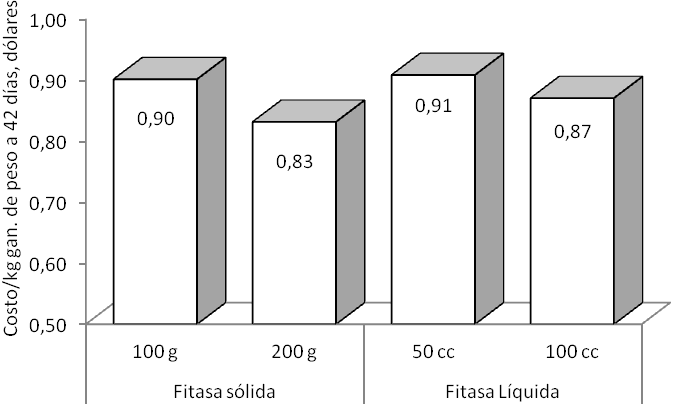 Costo/kg gan. de peso a 42 días, dólares
1,00
0,90
0,80
0,70
0,60
0,50
0,90
0,83
0,91
0,87
100 g
200 g
50 cc
100 cc
Fitasa sólida
Fitasa Líquida